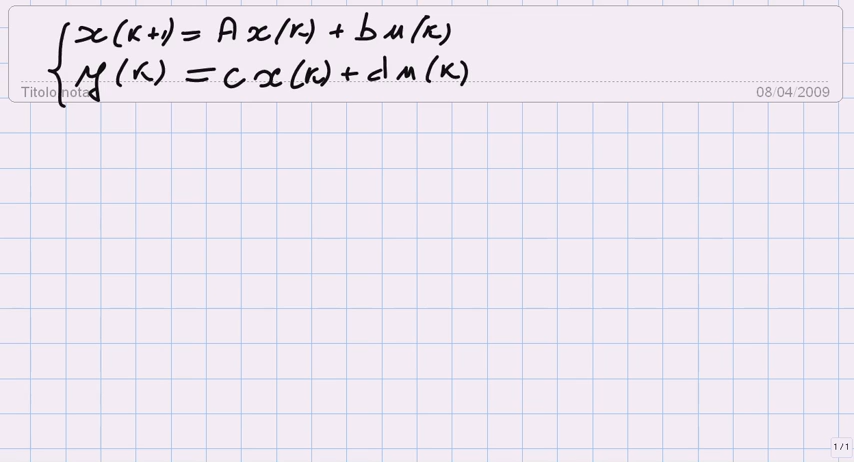 x(k+1) = A x(k) + b u(k)
y(k) = c x(k) + d u(k)
Titolo nota
08/04/2009
1/1